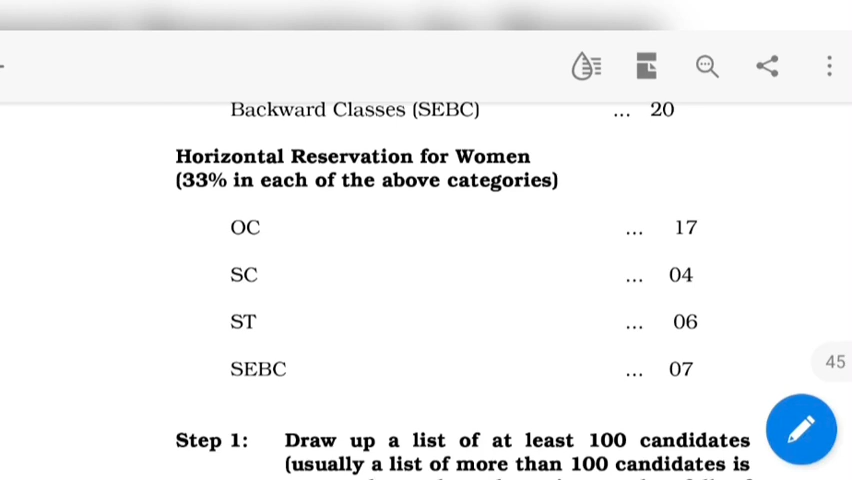 Backward Classes (SEBC) ... 20
Horizontal Reservation for Women
(33% in each of the above categories)
OC ... 17
SC ... 04
ST ... 06
SEBC ... 07
45
Step 1: Draw up a list of at least 100 candidates
(usually a list of more than 100 candidates is